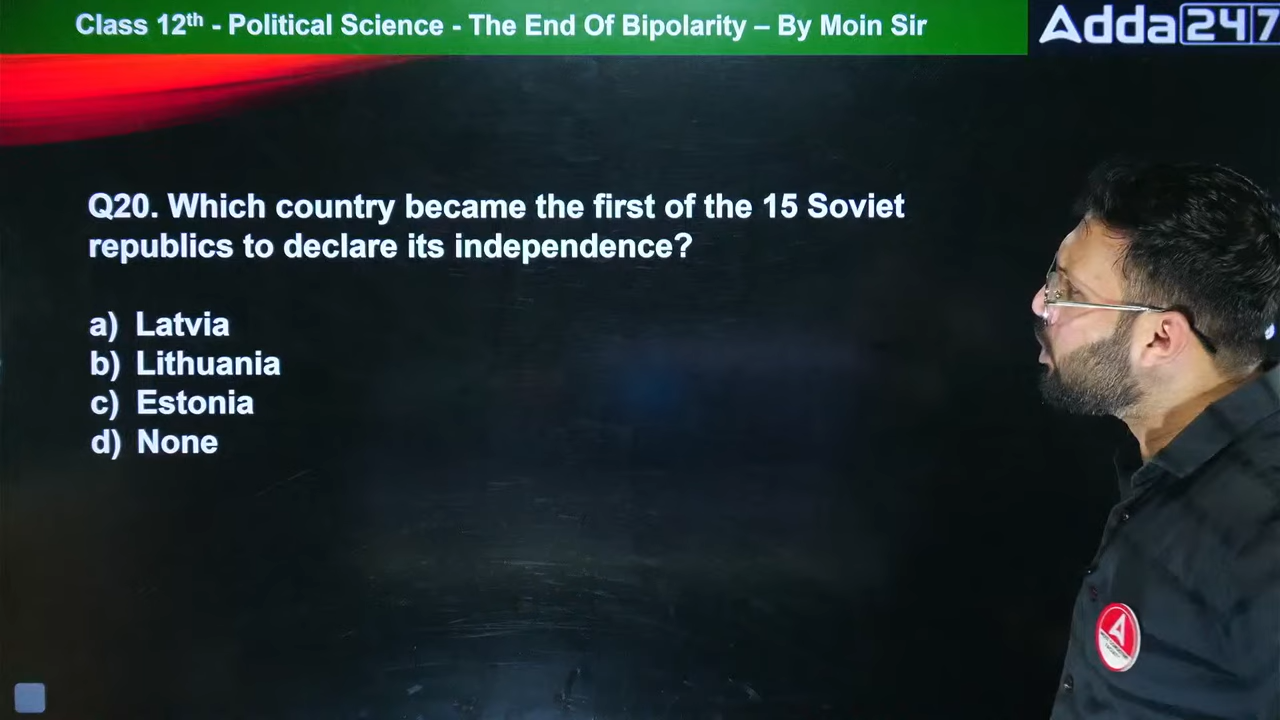 Class 12th - Political Science - The End Of Bipolarity – By Moin Sir
Adda247
Q20. Which country became the first of the 15 Soviet
republics to declare its independence?
a) Latvia
b) Lithuania
c) Estonia
d) None